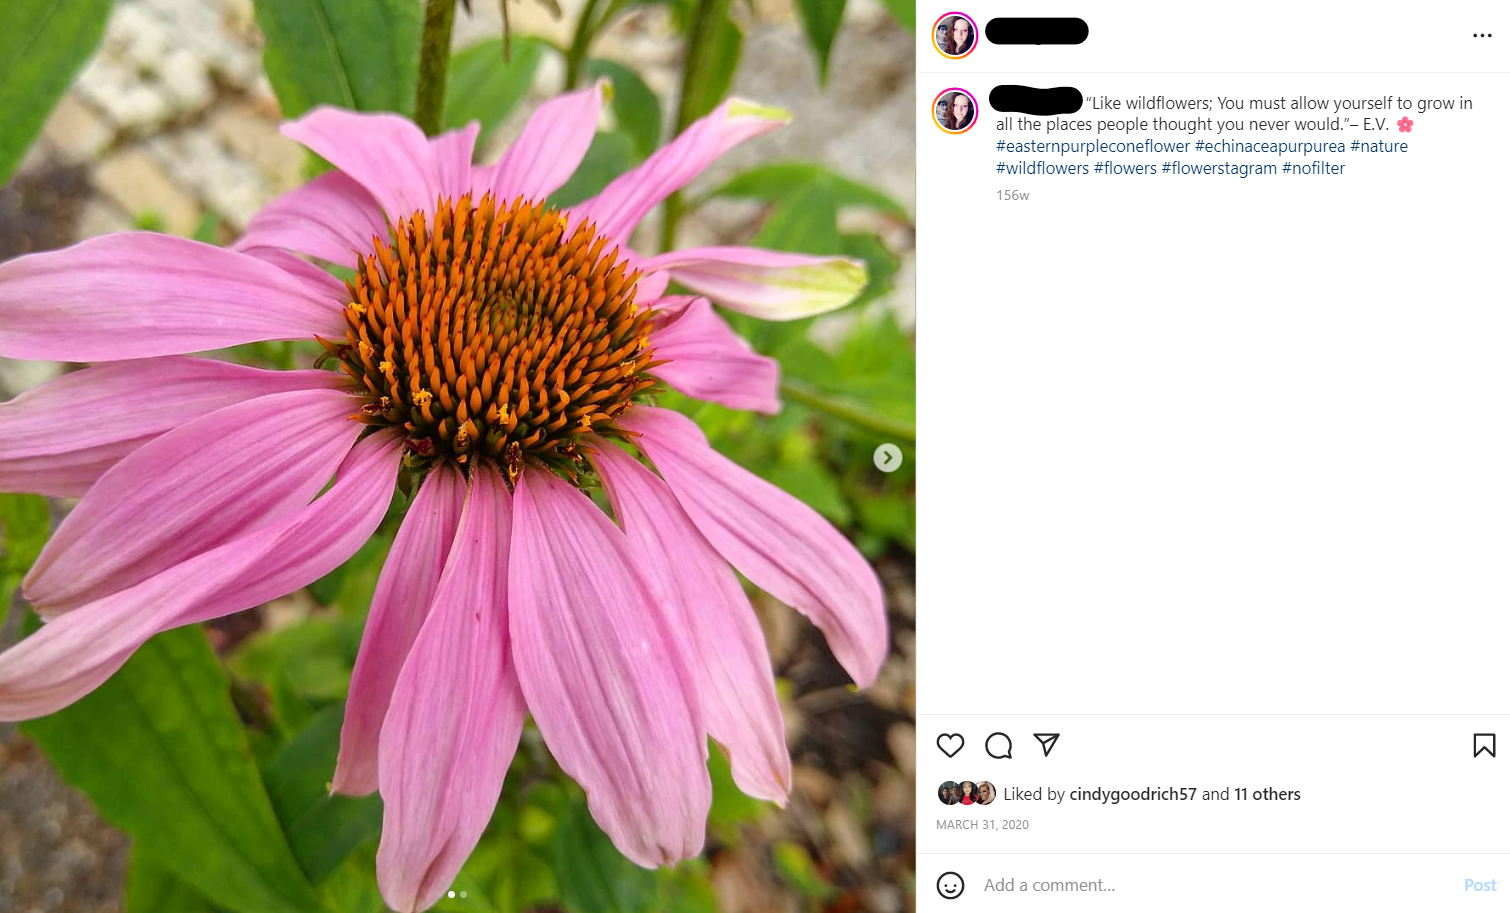 “Like wildflowers; You must allow yourself to grow in
all the places people thought you never would.”– E.V. 🌸
#easternpurpleconeflower #echinaceapurpurea #nature
#wildflowers #flowers #flowerstagram #nofilter
156w
Liked by cindygoodrich57 and 11 others
MARCH 31, 2020
Add a comment... Post